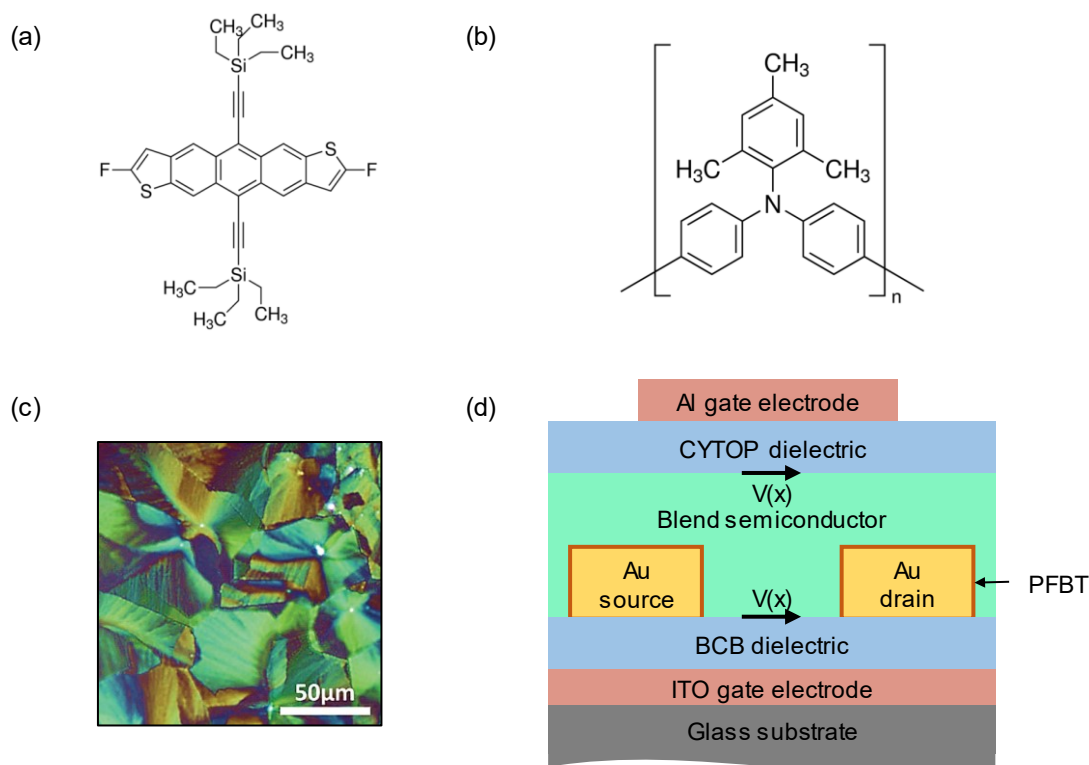 (a)
CH₃ CH₃
CH₃
Si
S
F
F
S
Si
H₃C
H₃C CH₃
(b)
CH₃
H₃C
CH₃
N
n
(c)
50μm
(d)
Al gate electrode
CYTOP dielectric
V(x)
Blend semiconductor
Au
source
V(x)
Au
drain
PFBT
BCB dielectric
ITO gate electrode
Glass substrate